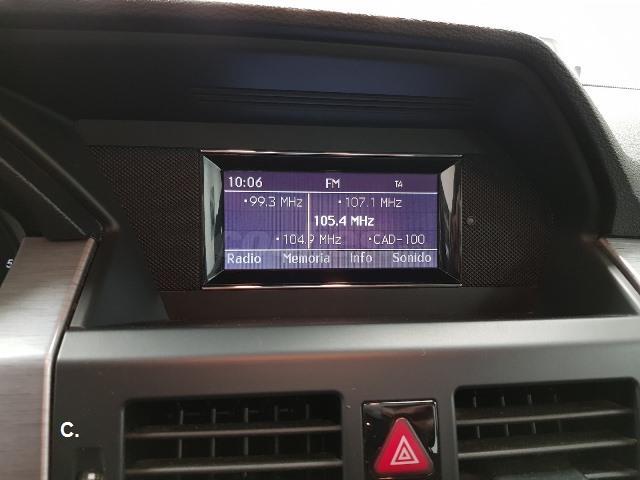 10:06 FM TA
•99.3 MHz •107.1 MHz
105.4 MHz
•104.9 MHz •CAD-100
Radio Memoria Info Sonido
C.